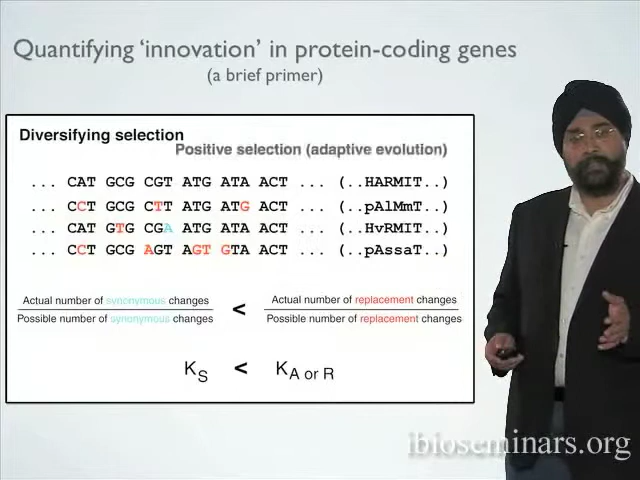 Quantifying ‘innovation’ in protein-coding genes
(a brief primer)
Diversifying selection
Positive selection (adaptive evolution)
... CAT GCG CGT ATG ATA ACT ... (..HARMIT..)
... CCT GCG CTT ATG ATG ACT ... (..pAlMmT..)
... CAT GTG CGA ATG ATA ACT ... (..HvRMIT..)
... CCT GCG AGT AGT GTA ACT ... (..pAssaT..)
Actual number of synonymous changes
Possible number of synonymous changes
<
Actual number of replacement changes
Possible number of replacement changes
KS < KA or R
ibioseminars.org